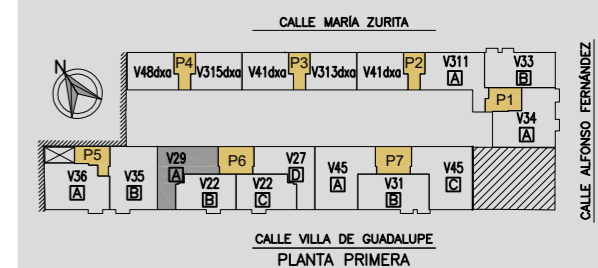 CALLE MARÍA ZURITA
CALLE ALFONSO FERNÁNDEZ
N
V48dxa P4 V315dxa V41dxa P3 V313dxa V41dxa P2 V311 A V33 B
P1
V34 A
P5 V36 A V35 B V29 A P6 V22 B V22 C V27 D V45 A P7 V31 B V45 C
CALLE VILLA DE GUADALUPE
PLANTA PRIMERA